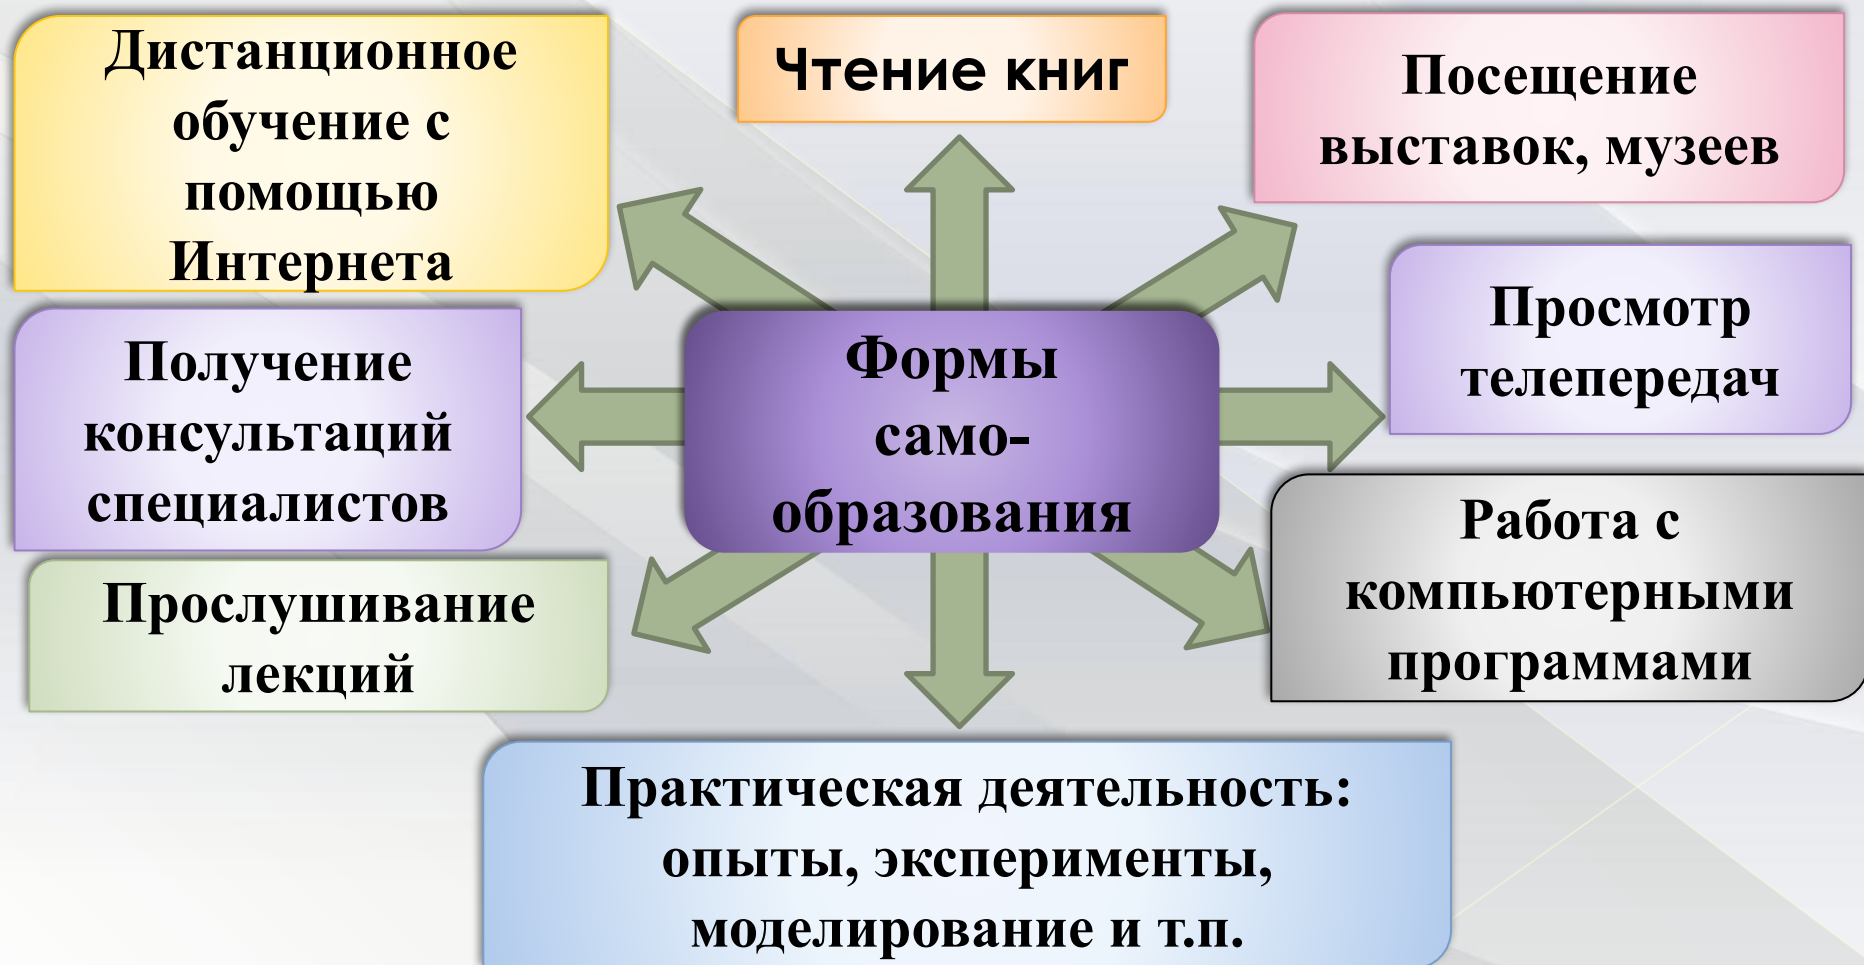 Дистанционное
обучение с
помощью
Интернета
Чтение книг
Посещение
выставок, музеев
Получение
консультаций
специалистов
Формы
само-
образования
Просмотр
телепередач
Прослушивание
лекций
Работа с
компьютерными
программами
Практическая деятельность:
опыты, эксперименты,
моделирование и т.п.